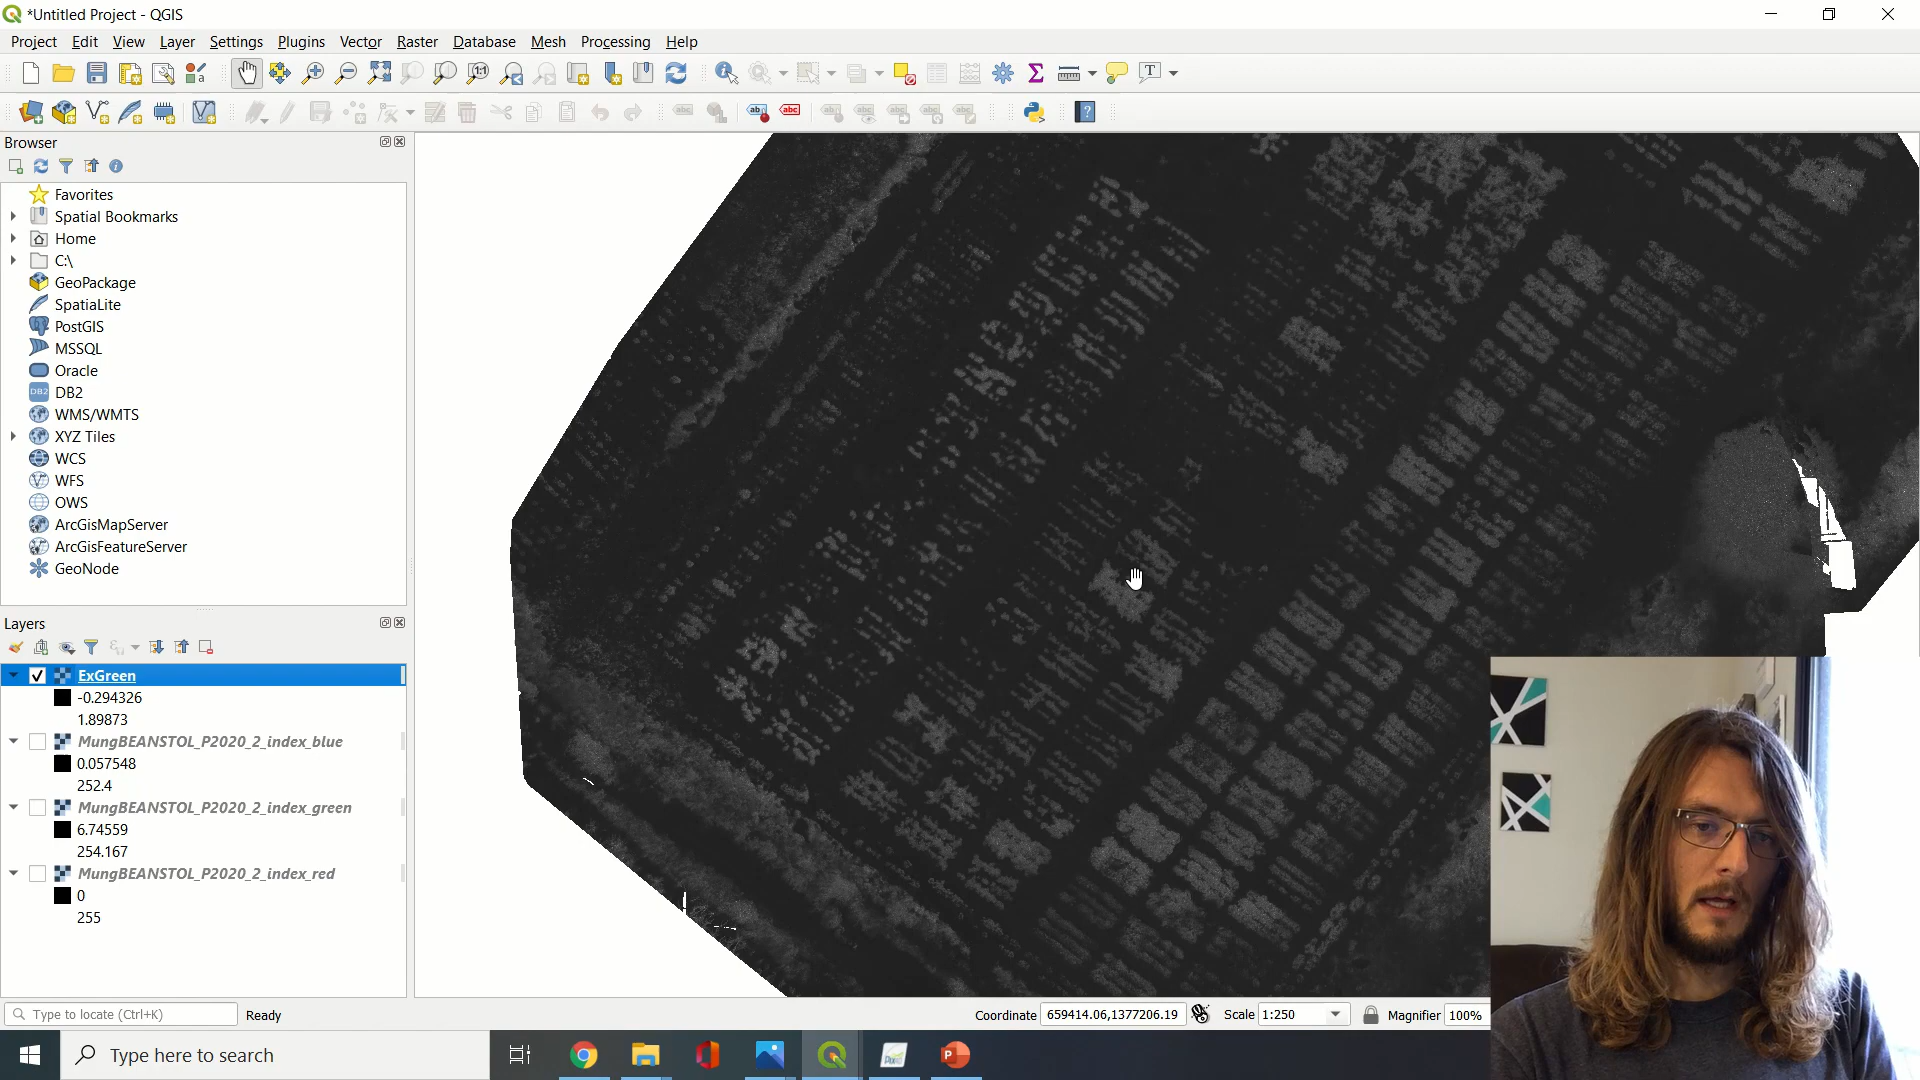 *Untitled Project - QGIS
Project Edit View Layer Settings Plugins Vector Raster Database Mesh Processing Help
Browser
Favorites
Spatial Bookmarks
Home
C:\
GeoPackage
SpatiaLite
PostGIS
MSSQL
Oracle
DB2
WMS/WMTS
XYZ Tiles
WCS
WFS
OWS
ArcGisMapServer
ArcGisFeatureServer
GeoNode
Layers
ExGreen
-0.294326
1.89873
MungBEANSTOL_P2020_2_index_blue
0.057548
252.4
MungBEANSTOL_P2020_2_index_green
6.74559
254.167
MungBEANSTOL_P2020_2_index_red
0
255
Type to locate (Ctrl+K) Ready Coordinate 659414.06,1377206.19 Scale 1:250 Magnifier 100%
Type here to search